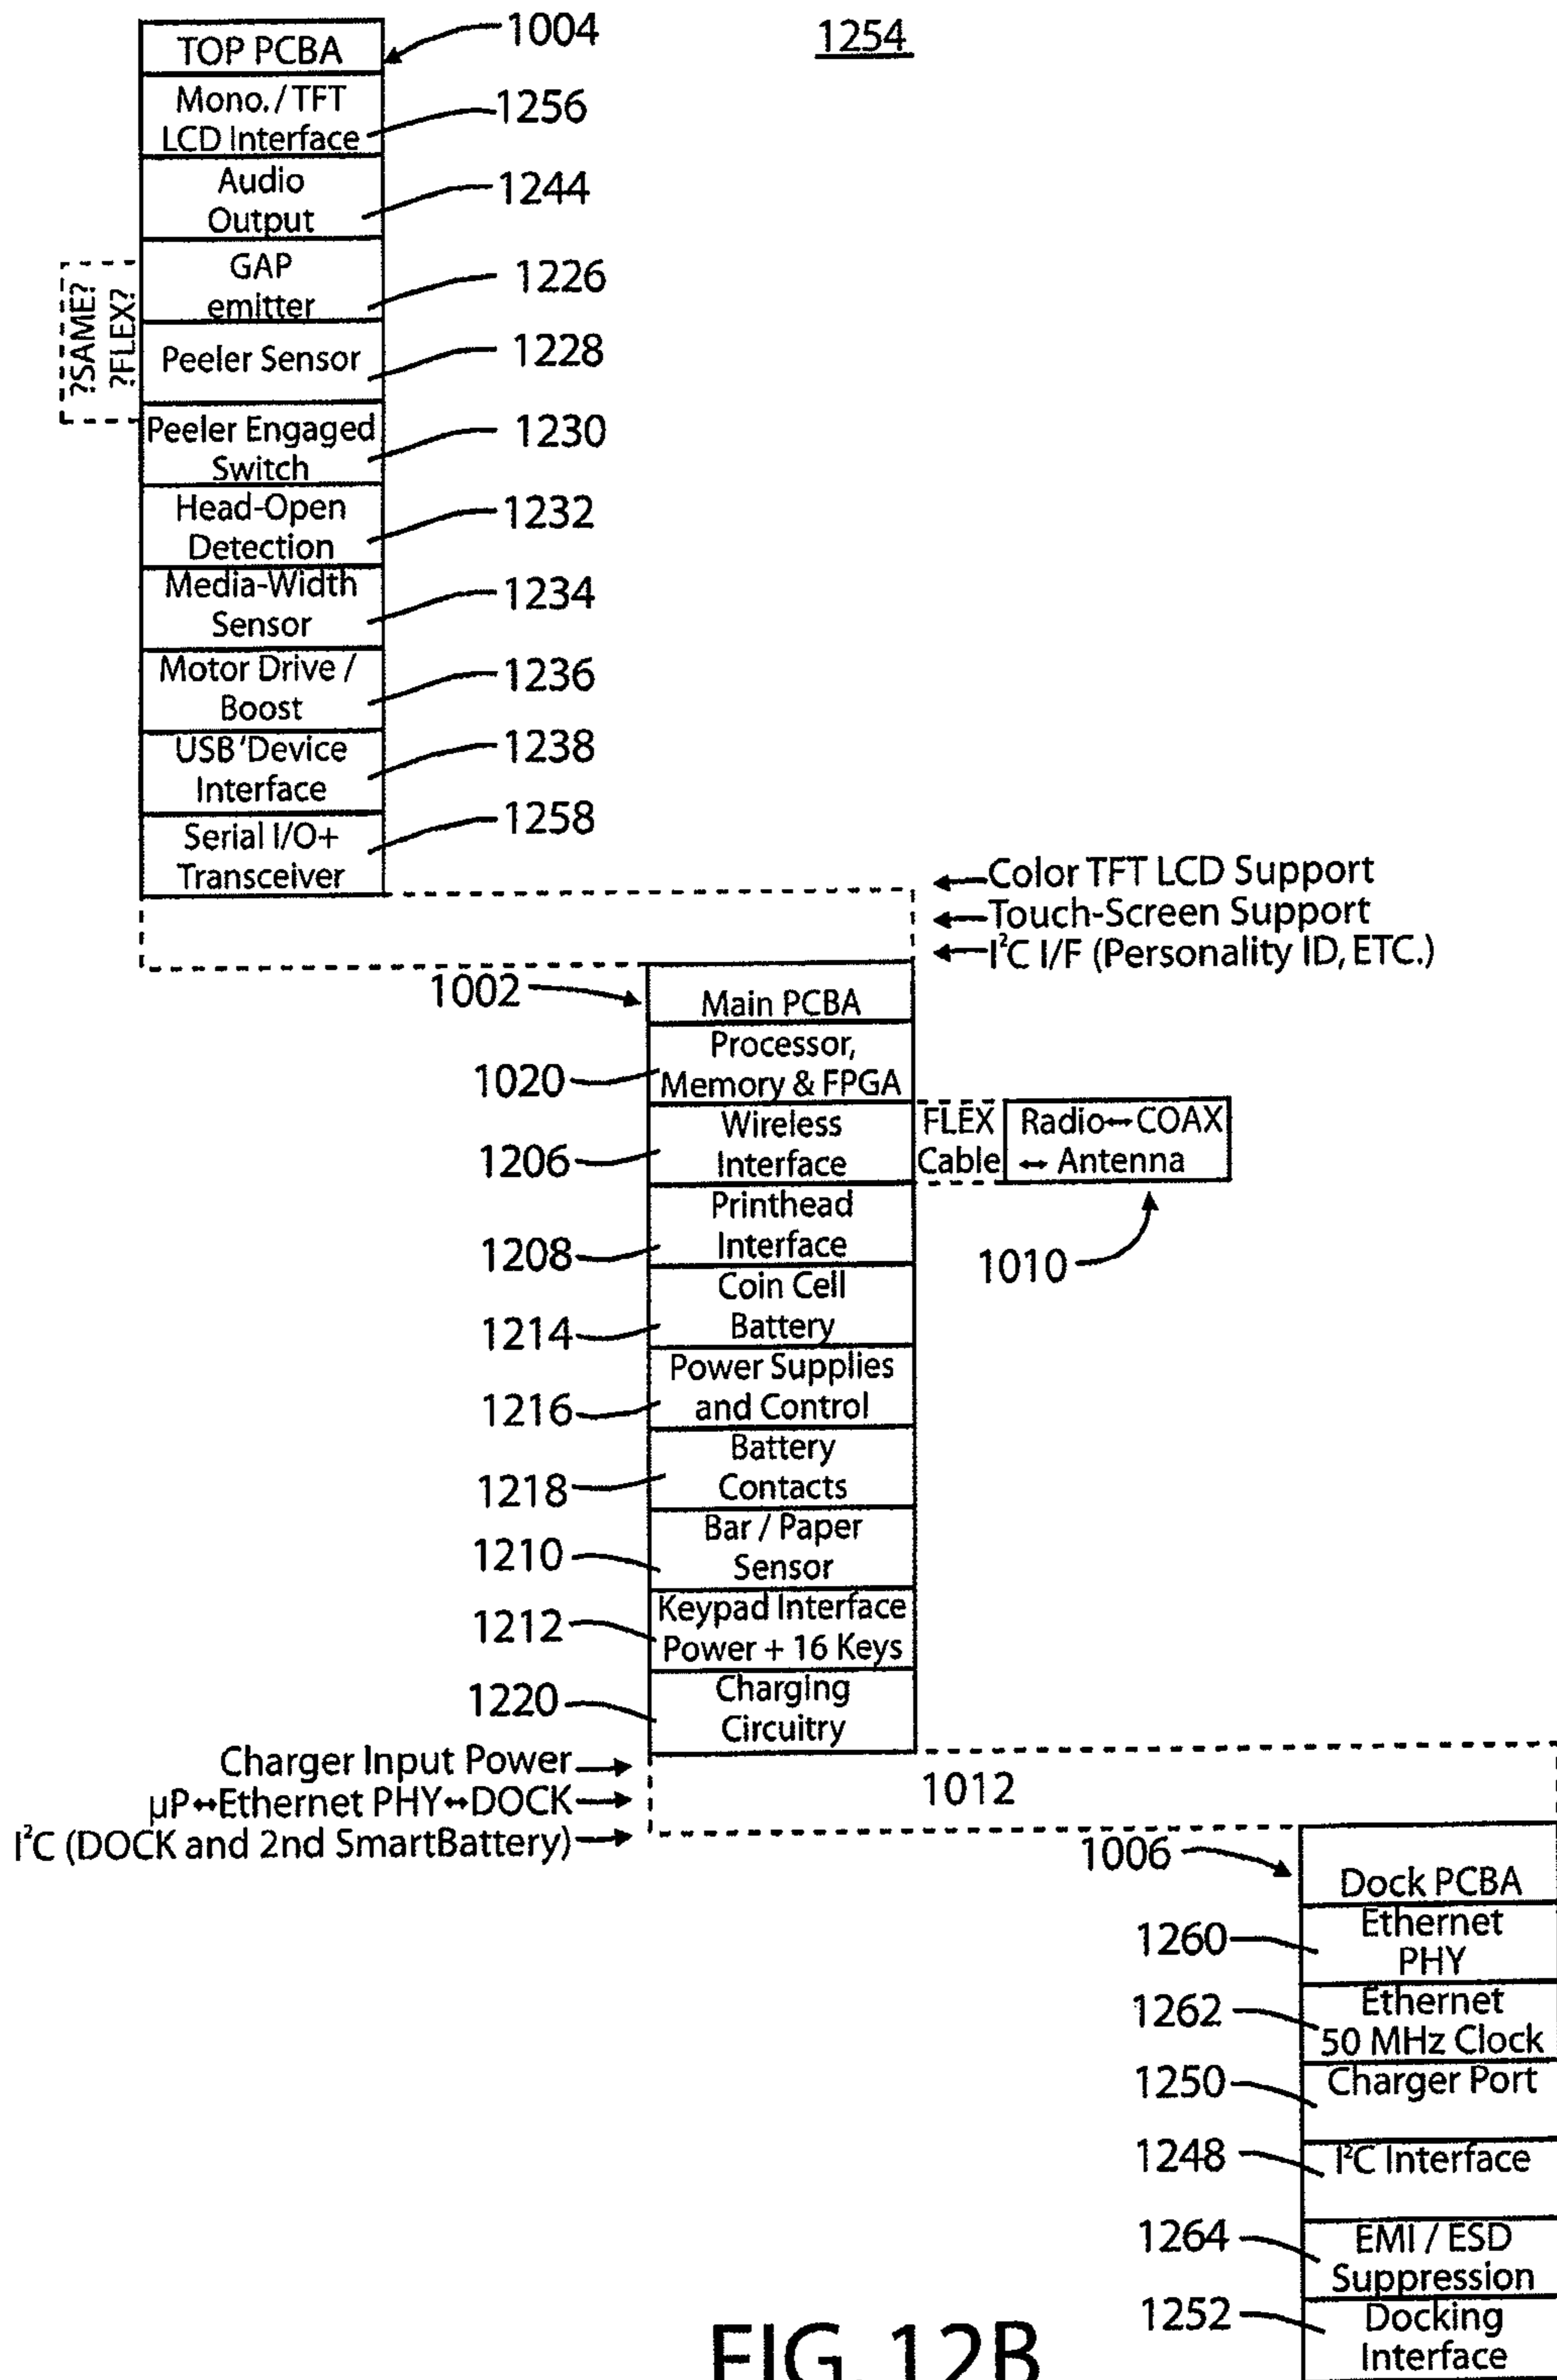 1254
TOP PCBA
1004
Mono. / TFT
LCD Interface
1256
Audio
Output
1244
GAP
emitter
1226
?SAME?
?FLEX?
Peeler Sensor
1228
Peeler Engaged
Switch
1230
Head-Open
Detection
1232
Media-Width
Sensor
1234
Motor Drive /
Boost
1236
USB'Device
Interface
1238
Serial I/O+
Transceiver
1258
Color TFT LCD Support
Touch-Screen Support
I²C I/F (Personality ID, ETC.)
1002
Main PCBA
1020
Processor,
Memory & FPGA
1206
Wireless
Interface
FLEX
Cable
Radio↔COAX
↔ Antenna
1010
1208
Printhead
Interface
1214
Coin Cell
Battery
1216
Power Supplies
and Control
1218
Battery
Contacts
1210
Bar / Paper
Sensor
1212
Keypad Interface
Power + 16 Keys
1220
Charging
Circuitry
Charger Input Power
µP↔Ethernet PHY↔DOCK
I²C (DOCK and 2nd SmartBattery)
1012
1006
Dock PCBA
1260
Ethernet
PHY
1262
Ethernet
50 MHz Clock
1250
Charger Port
1248
I²C Interface
1264
EMI / ESD
Suppression
1252
Docking
Interface
FIG. 12B